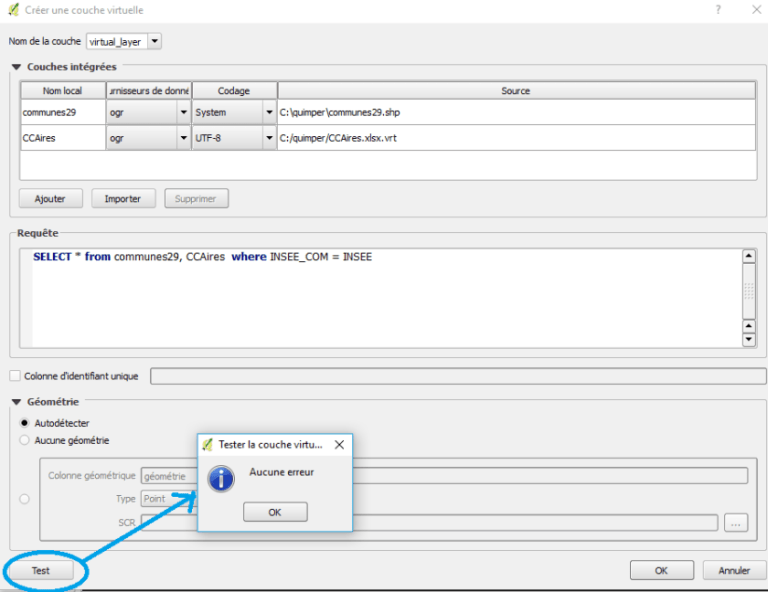 Créer une couche virtuelle
Nom de la couche virtual_layer
Couches intégrées
Nom local urnisseurs de donné Codage Source
communes29 ogr System C:\quimper\communes29.shp
CCAires ogr UTF-8 C:/quimper/CCAires.xlsx.vrt
Ajouter Importer Supprimer
Requête
SELECT * from communes29, CCAires where INSEE_COM = INSEE
Colonne d'identifiant unique
Géométrie
Autodétecter
Aucune géométrie
Tester la couche virtu...
Aucune erreur
OK
Colonne géométrique géométrie
Type Point
SCR ...
Test OK Annuler